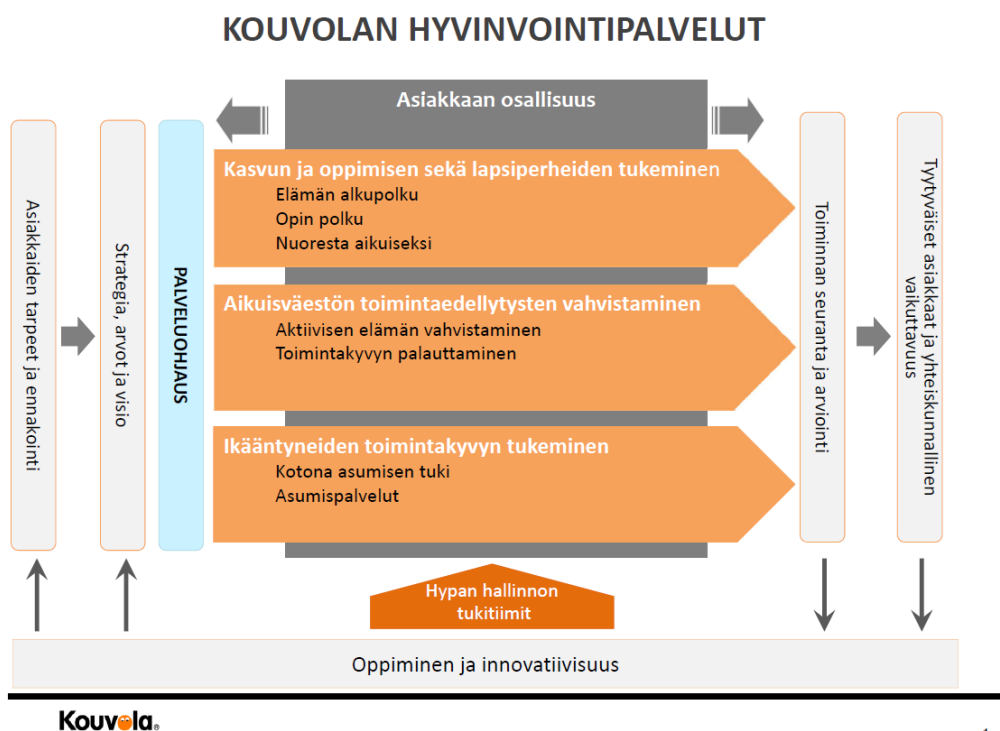 KOUVOLAN HYVINVOINTIPALVELUT
Asiakkaan osallisuus
Asiakkaiden tarpeet ja ennakointi
Strategia, arvot ja visio
PALVELUOHJAUS
Kasvun ja oppimisen sekä lapsiperheiden tukeminen
Elämän alkupolku
Opin polku
Nuoresta aikuiseksi
Aikuisväestön toimintaedellytysten vahvistaminen
Aktiivisen elämän vahvistaminen
Toimintakyvyn palauttaminen
Ikääntyneiden toimintakyvyn tukeminen
Kotona asumisen tuki
Asumispalvelut
Toiminnan seuranta ja arviointi
Tyytyväiset asiakkaat ja yhteiskunnallinen
vaikuttavuus
Hypan hallinnon
tukitiimit
Oppiminen ja innovatiivisuus
Kouvola®